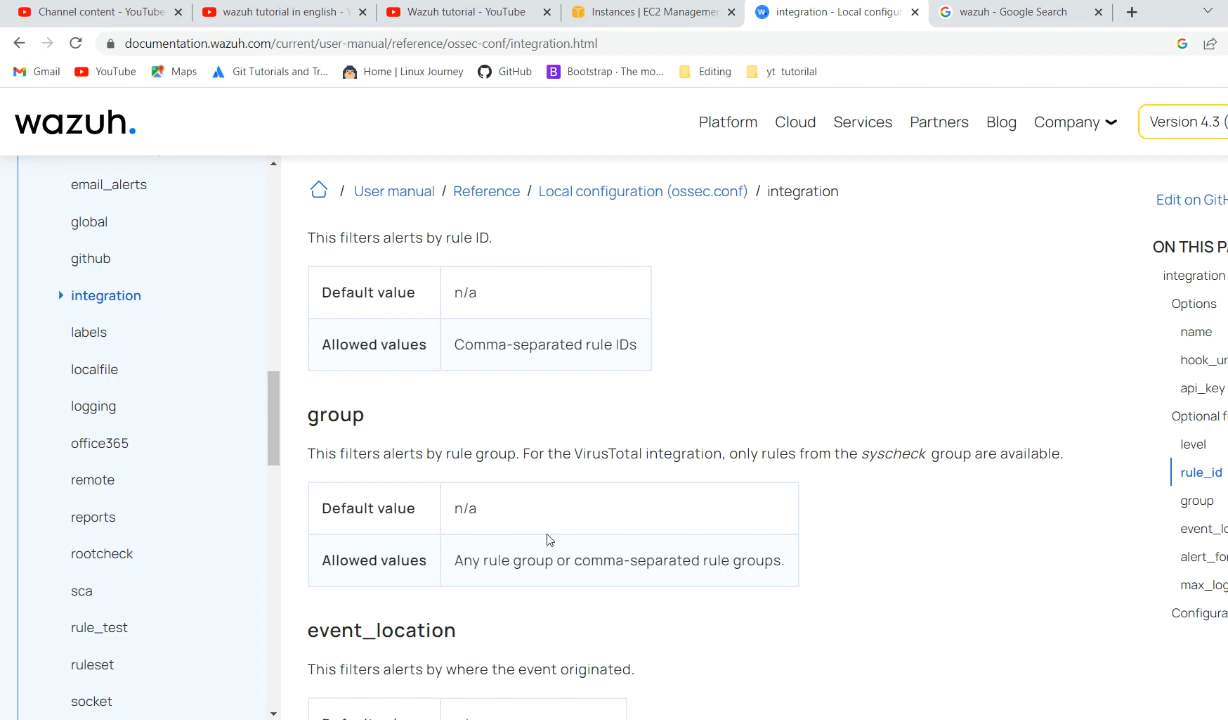 Channel content - YouTube
wazuh tutorial in english - Y
Wazuh tutorial - YouTube
Instances | EC2 Managemen
integration - Local configur
wazuh - Google Search
documentation.wazuh.com/current/user-manual/reference/ossec-conf/integration.html
Gmail
YouTube
Maps
Git Tutorials and Tr...
Home | Linux Journey
GitHub
Bootstrap · The mo...
Editing
yt tutorilal
wazuh.
Platform
Cloud
Services
Partners
Blog
Company
Version 4.3 (
email_alerts
global
github
integration
labels
localfile
logging
office365
remote
reports
rootcheck
sca
rule_test
ruleset
socket
/ User manual / Reference / Local configuration (ossec.conf) / integration
This filters alerts by rule ID.
Default value n/a
Allowed values Comma-separated rule IDs
group
This filters alerts by rule group. For the VirusTotal integration, only rules from the syscheck group are available.
Default value n/a
Allowed values Any rule group or comma-separated rule groups.
event_location
This filters alerts by where the event originated.
Edit on GitH
ON THIS PA
integration
Options
name
hook_ur
api_key
Optional f
level
rule_id
group
event_lo
alert_fo
max_log
Configura